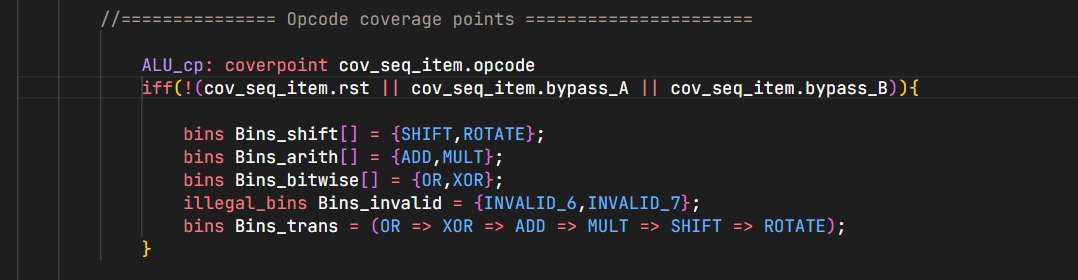 //=============== Opcode coverage points ======================
ALU_cp: coverpoint cov_seq_item.opcode
iff(!(cov_seq_item.rst || cov_seq_item.bypass_A || cov_seq_item.bypass_B)){
bins Bins_shift[] = {SHIFT,ROTATE};
bins Bins_arith[] = {ADD,MULT};
bins Bins_bitwise[] = {OR,XOR};
illegal_bins Bins_invalid = {INVALID_6,INVALID_7};
bins Bins_trans = (OR => XOR => ADD => MULT => SHIFT => ROTATE);
}